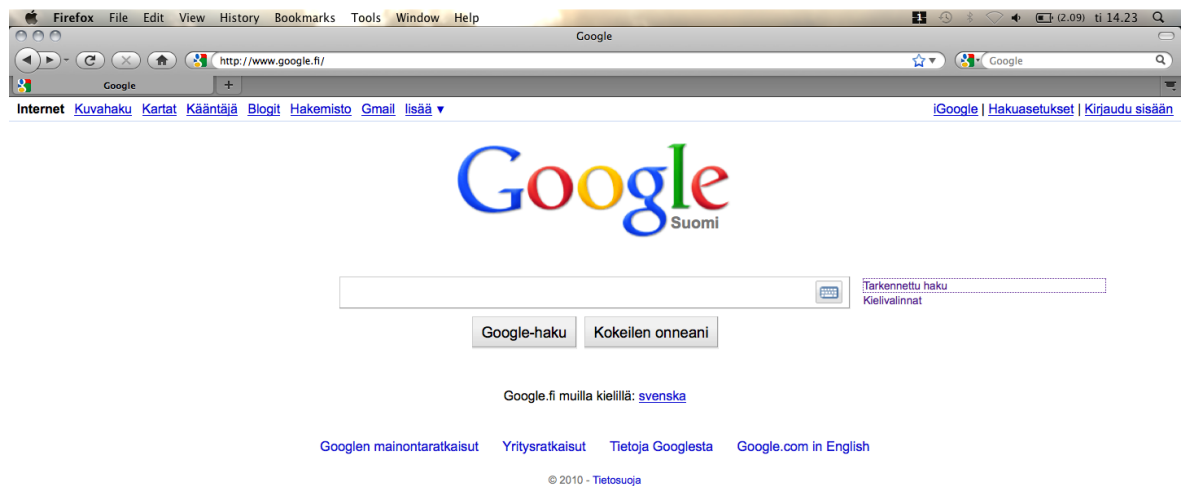 Firefox File Edit View History Bookmarks Tools Window Help 1 (2.09) ti 14.23
Google
http://www.google.fi/ Google
Google +
Internet Kuvahaku Kartat Kääntäjä Blogit Hakemisto Gmail lisää ▼ iGoogle | Hakuasetukset | Kirjaudu sisään
Google
Suomi
Tarkennettu haku
Kielivalinnat
Google-haku Kokeilen onneani
Google.fi muilla kielillä: svenska
Googlen mainontaratkaisut Yritysratkaisut Tietoja Googlesta Google.com in English
© 2010 - Tietosuoja